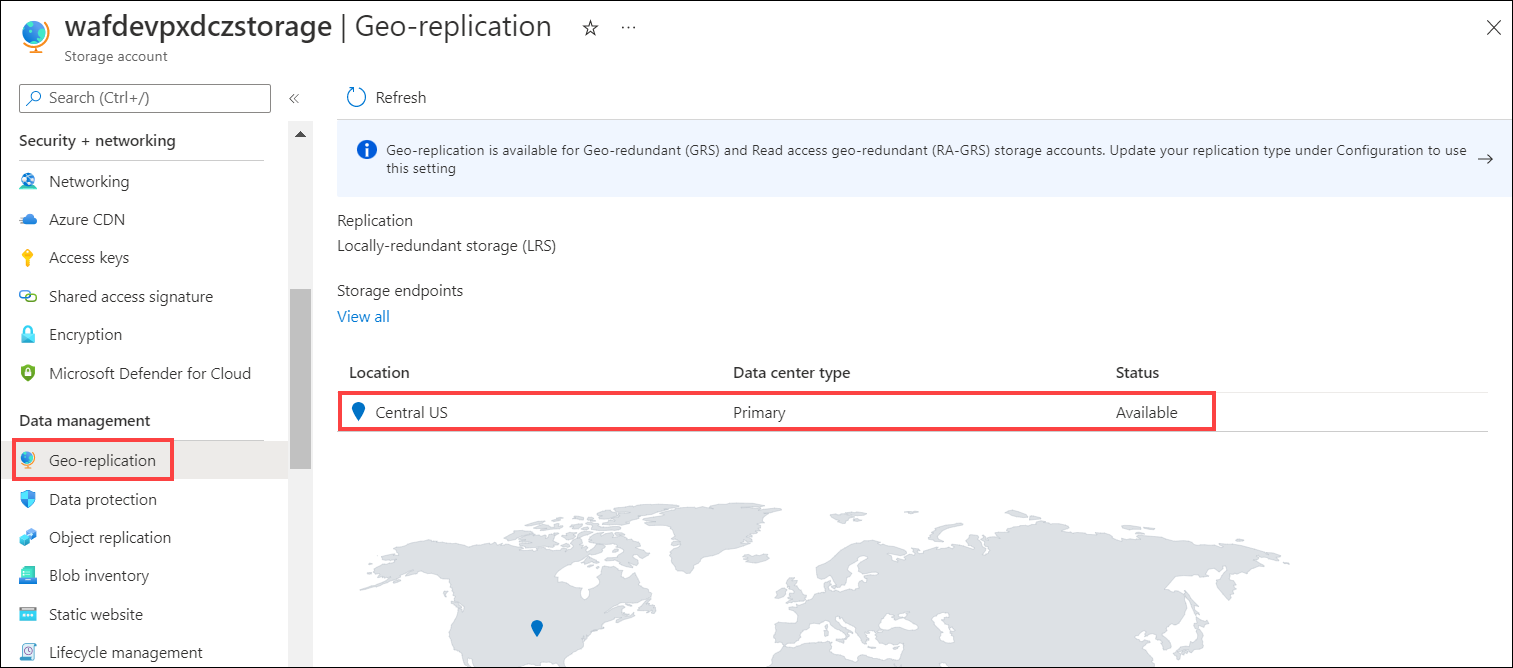 wafdevpxdczstorage | Geo-replication
Storage account
Search (Ctrl+/)
Security + networking
Networking
Azure CDN
Access keys
Shared access signature
Encryption
Microsoft Defender for Cloud
Data management
Geo-replication
Data protection
Object replication
Blob inventory
Static website
Lifecycle management
Refresh
Geo-replication is available for Geo-redundant (GRS) and Read access geo-redundant (RA-GRS) storage accounts. Update your replication type under Configuration to use
this setting
Replication
Locally-redundant storage (LRS)
Storage endpoints
View all
Location Data center type Status
Central US Primary Available